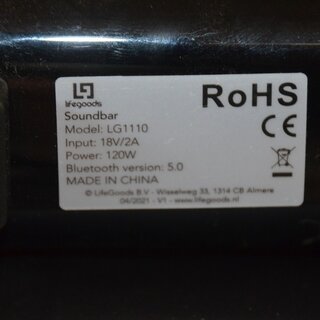 lifegoods
RoHS
Soundbar
Model: LG1110
Input: 18V/2A
Power: 120W
Bluetooth version: 5.0
MADE IN CHINA
© LifeGoods B.V - Wisselweg 33, 1314 CB Almere
04/2021 - V1 - www.lifegoods.nl